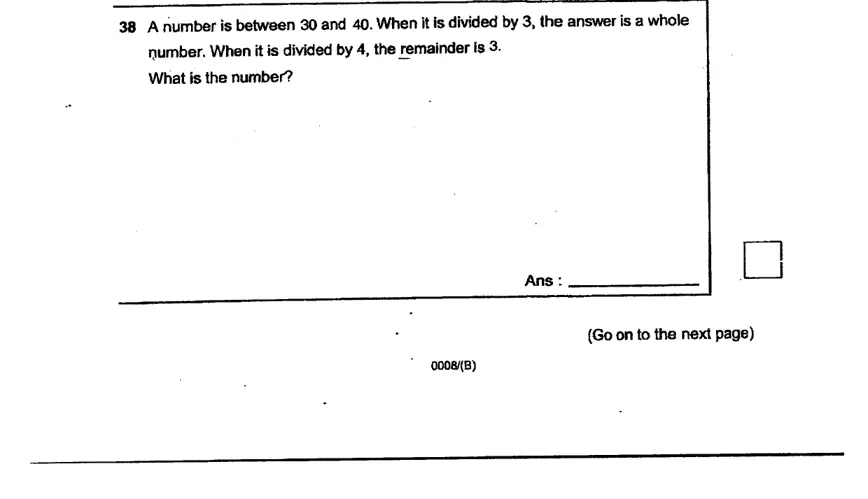 38 A number is between 30 and 40. When it is divided by 3, the answer is a whole
number. When it is divided by 4, the remainder is 3.
What is the number?
Ans :
(Go on to the next page)
0008/(B)